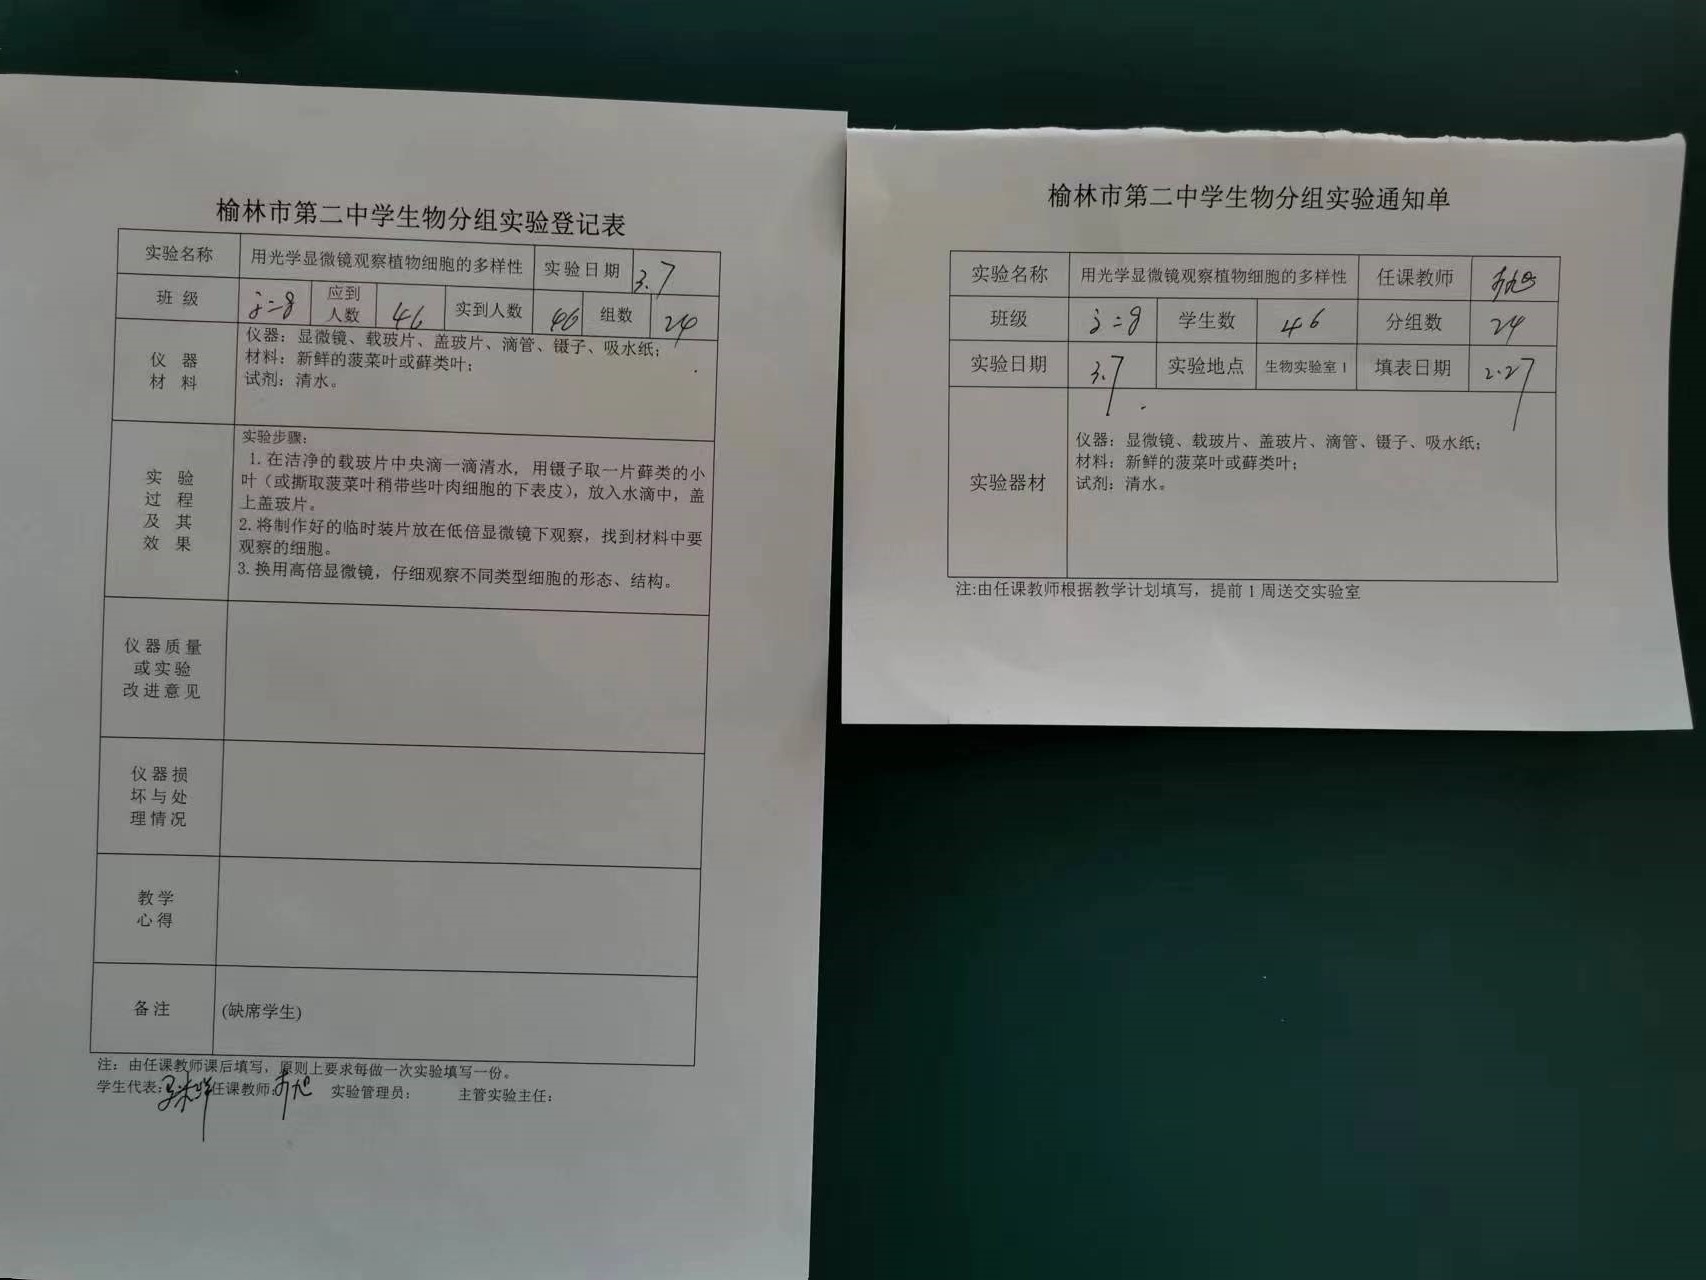 榆林市第二中学生物分组实验登记表
实验名称 用光学显微镜观察植物细胞的多样性 实验日期 3.7
班级 应到人数 46 实到人数 46 组数 24
仪器材料
仪器：显微镜、载玻片、盖玻片、滴管、镊子、吸水纸；
材料：新鲜的菠菜叶或藓类叶；
试剂：清水。
实验过程及其效果
实验步骤：
1.在洁净的载玻片中央滴一滴清水，用镊子取一片藓类的小
叶（或撕取菠菜叶稍带些叶肉细胞的下表皮），放入水滴中，盖
上盖玻片。
2.将制作好的临时装片放在低倍显微镜下观察，找到材料中要
观察的细胞。
3.换用高倍显微镜，仔细观察不同类型细胞的形态、结构。
仪器质量
或实验
改进意见
仪器损
坏与处
理情况
教学
心得
备注 (缺席学生)
注：由任课教师课后填写，原则上要求每做一次实验填写一份。
学生代表： 任课教师： 实验管理员： 主管实验主任：
榆林市第二中学生物分组实验通知单
实验名称 用光学显微镜观察植物细胞的多样性 任课教师
班级 学生数 46 分组数 24
实验日期 3.7 实验地点 生物实验室1 填表日期 2.27
实验器材
仪器：显微镜、载玻片、盖玻片、滴管、镊子、吸水纸；
材料：新鲜的菠菜叶或藓类叶；
试剂：清水。
注:由任课教师根据教学计划填写，提前1周送交实验室